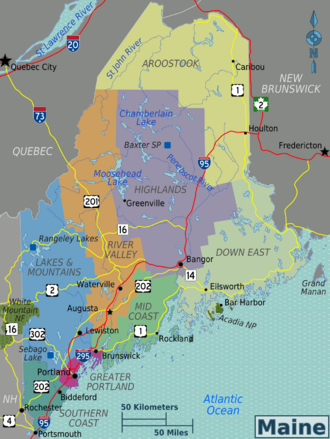 St Lawrence River
20
Quebec City
St John River
AROOSTOOK
Caribou
1
NEW
BRUNSWICK
2
73
Chamberlain
Lake
Houlton
Fredericton
QUEBEC
Baxter SP
Moosehead
Lake
Penobscot River
95
HIGHLANDS
201
Greenville
16
Rangeley Lakes
RIVER
VALLEY
DOWN EAST
LAKES &
MOUNTAINS
Bangor
14
2
Waterville
202
Ellsworth
Grand
Manan
White
Mountain
NF
16
302
Augusta
MID
COAST
Bar Harbor
Acadia NP
Lewiston
1
Rockland
Sebago
Lake
295
Brunswick
Portland
GREATER
PORTLAND
NH
202
Biddeford
Atlantic
Ocean
Rochester
SOUTHERN
COAST
4
95
Portsmouth
50 Kilometers
50 Miles
Maine